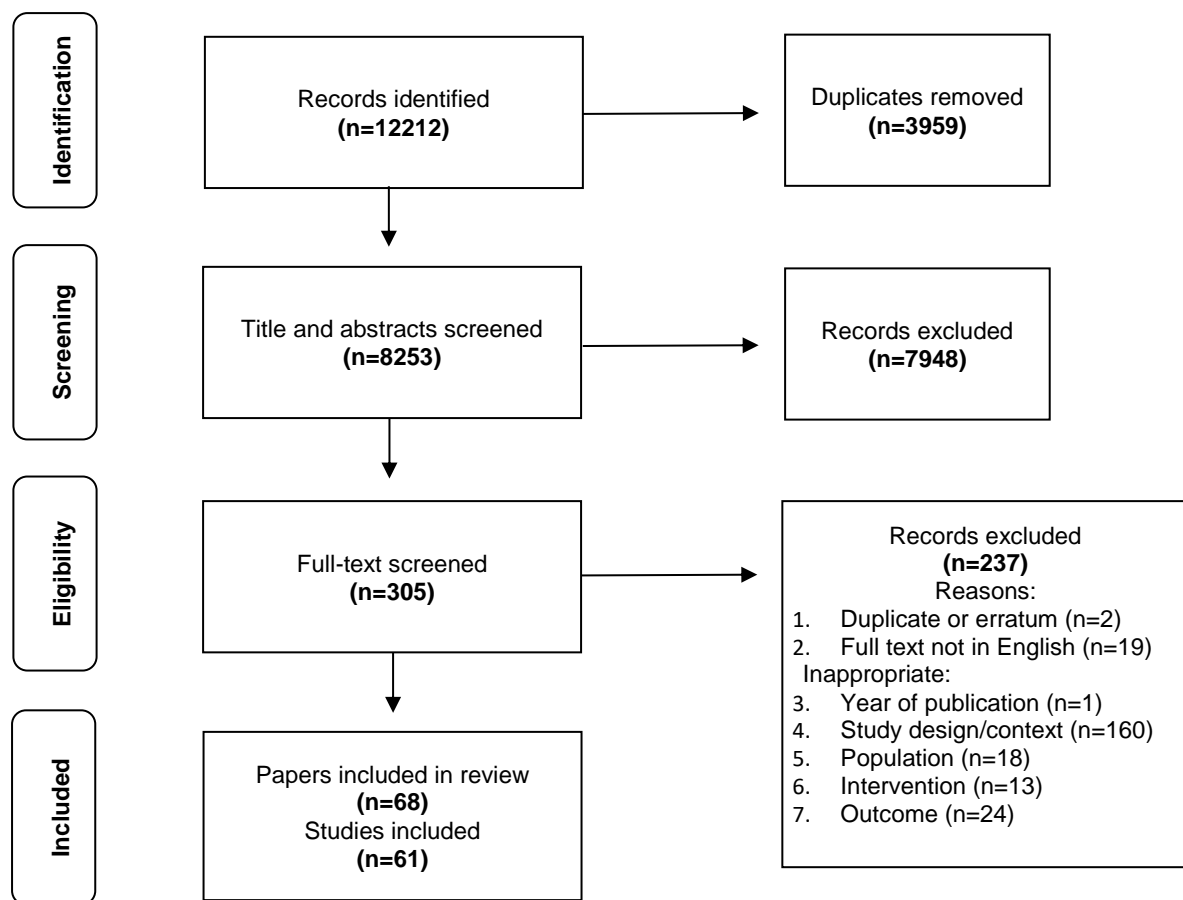 Identification
Records identified
(n=12212)
Duplicates removed
(n=3959)
Screening
Title and abstracts screened
(n=8253)
Records excluded
(n=7948)
Eligibility
Full-text screened
(n=305)
Records excluded
(n=237)
Reasons:
1. Duplicate or erratum (n=2)
2. Full text not in English (n=19)
Inappropriate:
3. Year of publication (n=1)
4. Study design/context (n=160)
5. Population (n=18)
6. Intervention (n=13)
7. Outcome (n=24)
Included
Papers included in review
(n=68)
Studies included
(n=61)